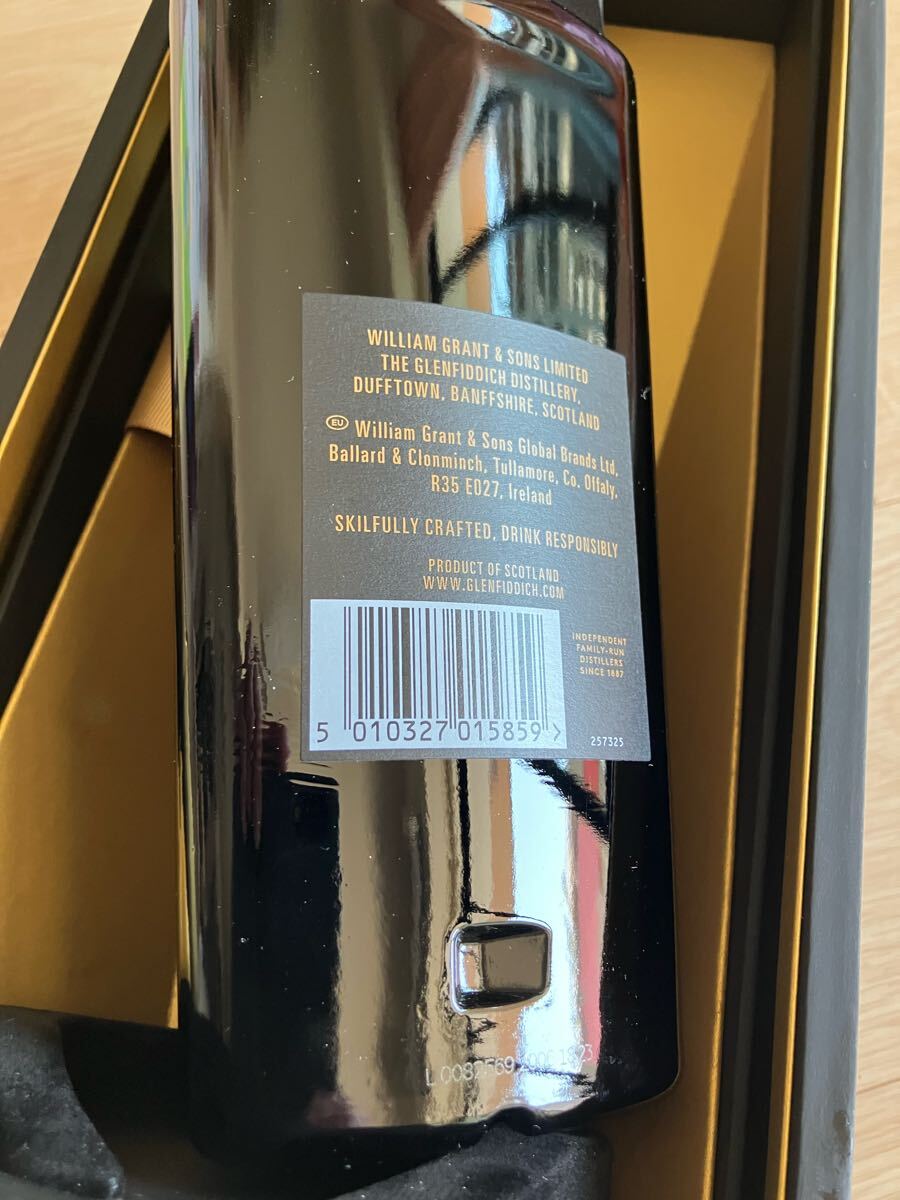 WILLIAM GRANT & SONS LIMITED
THE GLENFIDDICH DISTILLERY,
DUFFTOWN, BANFFSHIRE, SCOTLAND
EU William Grant & Sons Global Brands Ltd,
Ballard & Clonminch, Tullamore, Co. Offaly,
R35 E027, Ireland
SKILFULLY CRAFTED, DRINK RESPONSIBLY
PRODUCT OF SCOTLAND
WWW.GLENFIDDICH.COM
INDEPENDENT
FAMILY-RUN
DISTILLERS
SINCE 1887
5 010327 015859 >
257325